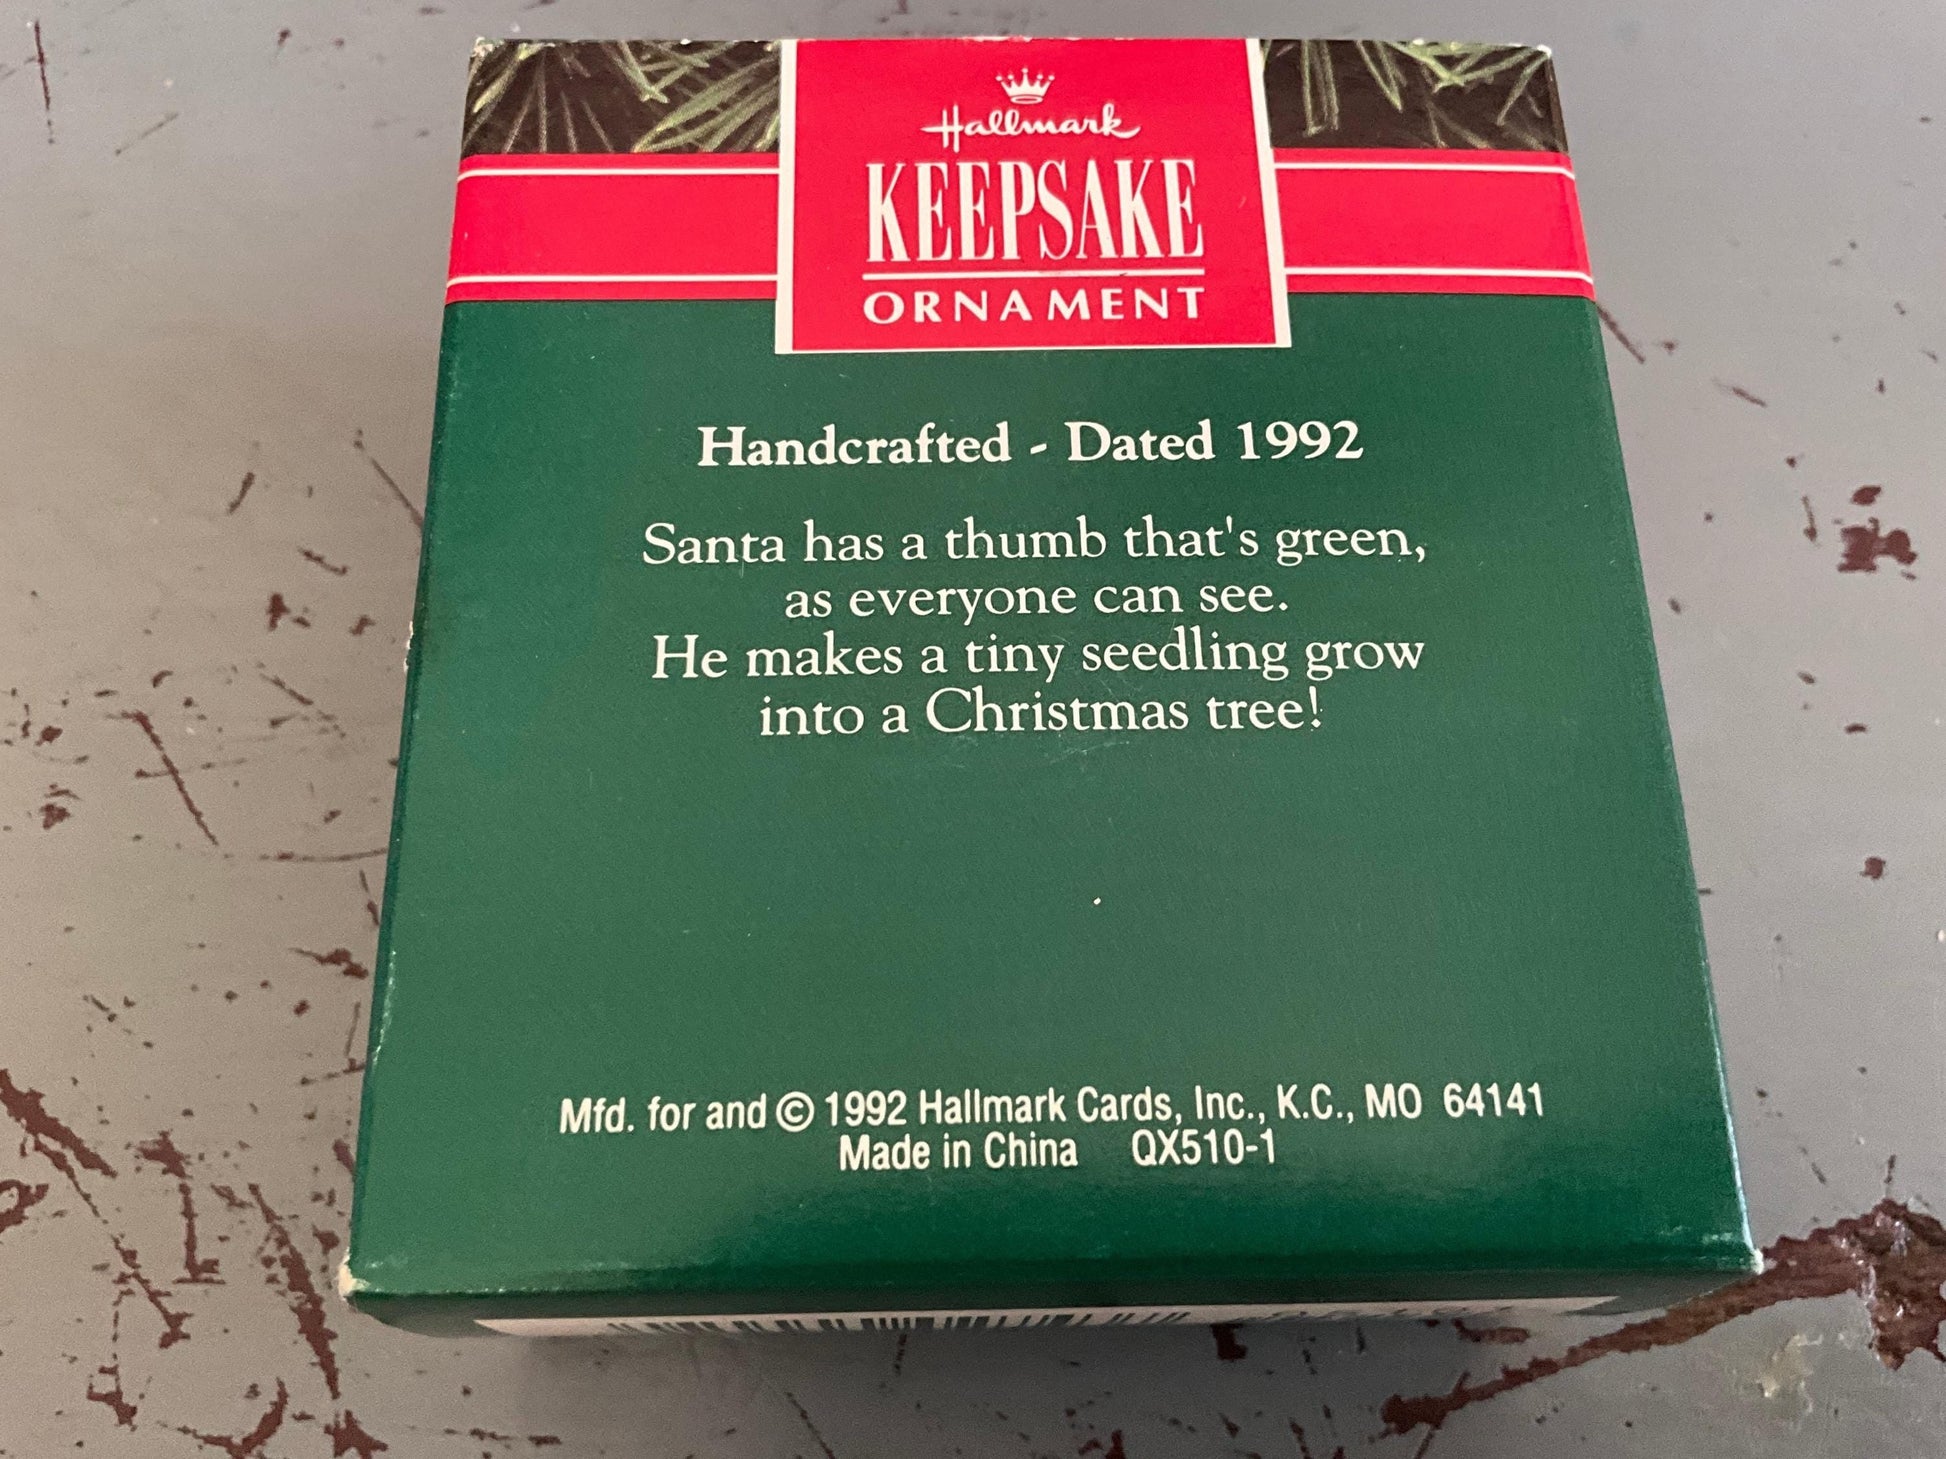 Hallmark
KEEPSAKE
ORNAMENT
Handcrafted - Dated 1992
Santa has a thumb that's green,
as everyone can see.
He makes a tiny seedling grow
into a Christmas tree!
Mfd. for and © 1992 Hallmark Cards, Inc., K.C., MO 64141
Made in China QX510-1